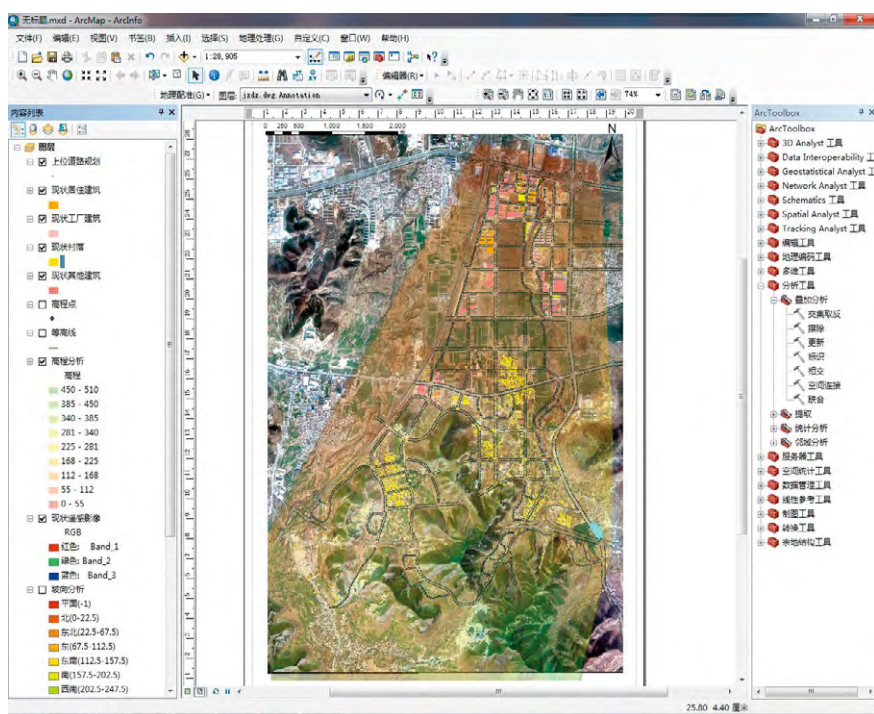 无标题.mxd - ArcMap - ArcInfo
文件(F) 编辑(E) 视图(V) 书签(B) 插入(I) 选择(S) 地理处理(G) 自定义(C) 窗口(W) 帮助(H)
1:28,905
编辑器(R)
地理配准(G) 图层: jzdz.dwg Annotation 74%
内容列表
图层
上位道路规划
现状居住建筑
现状工厂建筑
现状村落
现状其他建筑
高程点
等高线
高程分析
高程
450 - 510
385 - 450
340 - 385
281 - 340
225 - 281
168 - 225
112 - 168
55 - 112
0 - 55
现状遥感影像
RGB
红色: Band_1
绿色: Band_2
蓝色: Band_3
坡向分析
平面(-1)
北(0-22.5)
东北(22.5-67.5)
东(67.5-112.5)
东南(112.5-157.5)
南(157.5-202.5)
西南(202.5-247.5)
N
ArcToolbox
ArcToolbox
3D Analyst 工具
Data Interoperability 工
Geostatistical Analyst 工
Network Analyst 工具
Schematics 工具
Spatial Analyst 工具
Tracking Analyst 工具
编辑工具
地理编码工具
多维工具
分析工具
叠加分析
交集取反
擦除
更新
标识
相交
空间连接
联合
提取
统计分析
邻域分析
服务器工具
空间统计工具
数据管理工具
线性参考工具
制图工具
转换工具
宗地结构工具
25.80 4.40 厘米